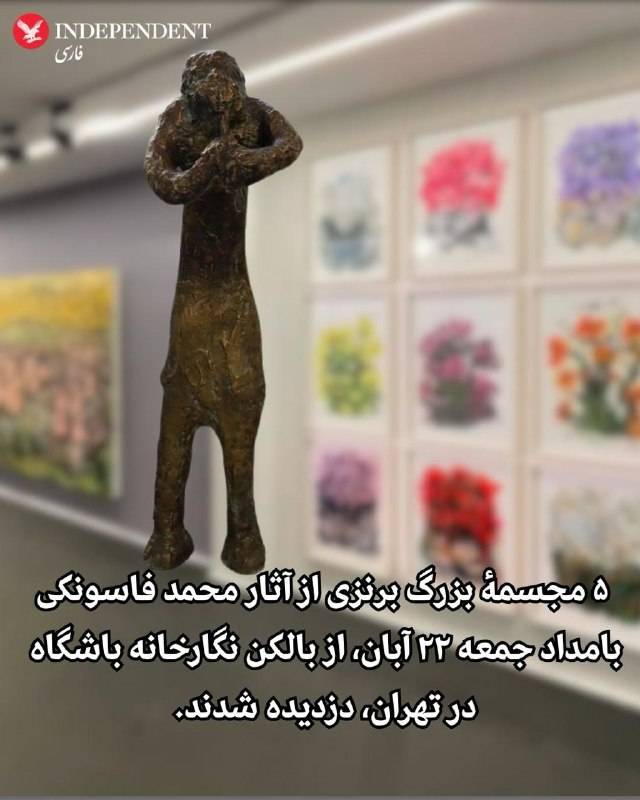 INDEPENDENT
فارسی
۵ مجسمهٔ بزرگ برنزی از آثار محمد فاسونکی
بامداد جمعه ۲۲ آبان، از بالکن نگارخانه باشگاه
در تهران، دزدیده شدند.